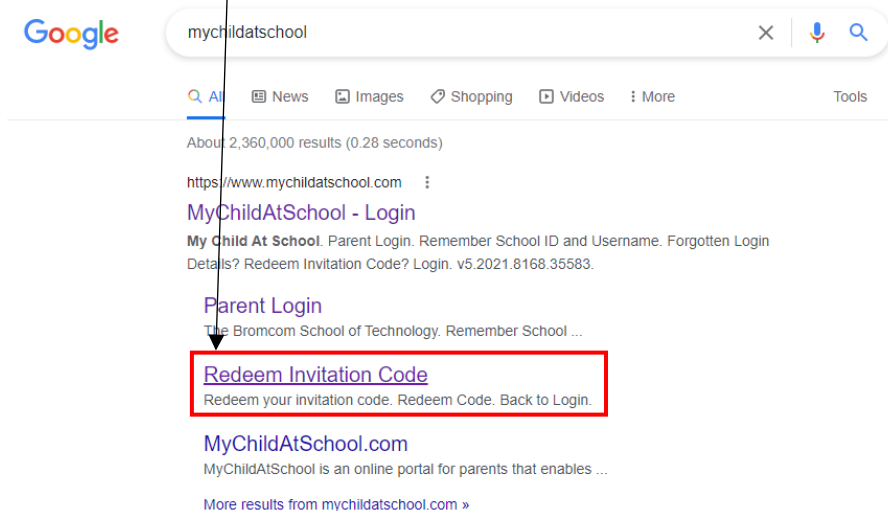 Google
mychildatschool
All News Images Shopping Videos More Tools
About 2,360,000 results (0.28 seconds)
https://www.mychildatschool.com
MyChildAtSchool - Login
My Child At School. Parent Login. Remember School ID and Username. Forgotten Login
Details? Redeem Invitation Code? Login. v5.2021.8168.35583.
Parent Login
The Bromcom School of Technology. Remember School ...
Redeem Invitation Code
Redeem your invitation code. Redeem Code. Back to Login.
MyChildAtSchool.com
MyChildAtSchool is an online portal for parents that enables ...
More results from mychildatschool.com »